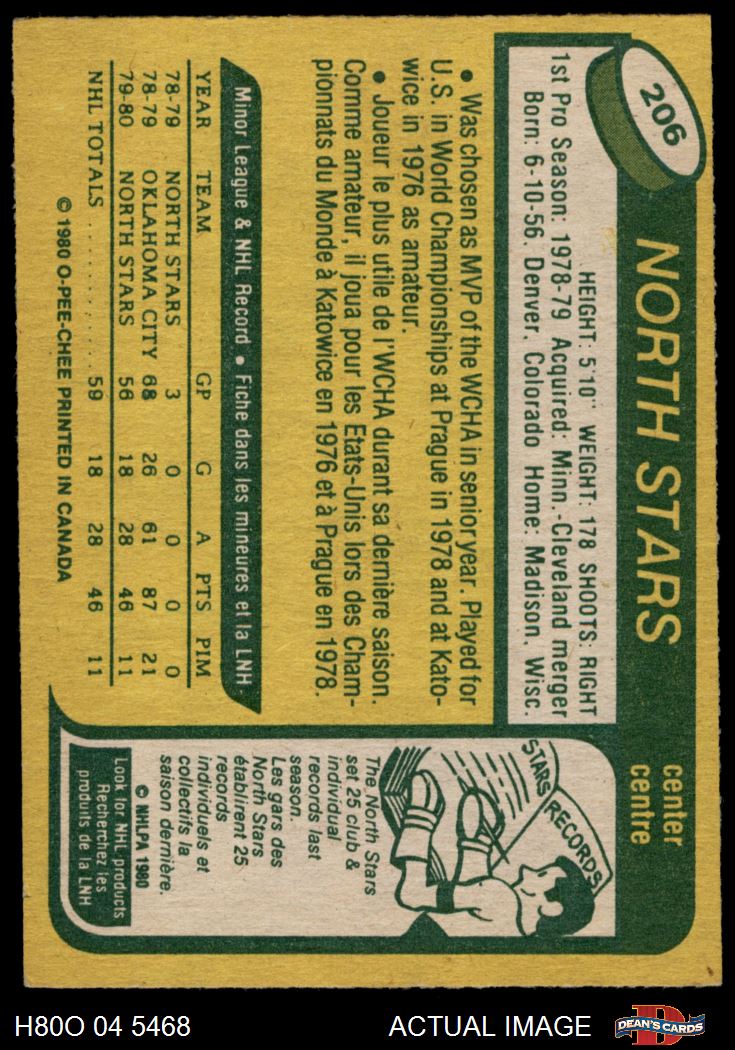 206
NORTH STARS
center
centre
HEIGHT: 5'10" WEIGHT: 178 SHOOTS: RIGHT
1st Pro Season: 1978-79 Acquired: Minn.-Cleveland merger
Born: 6-10-56. Denver. Colorado Home: Madison. Wisc.
• Was chosen as MVP of the WCHA in senior year. Played for
U.S. in World Championships at Prague in 1978 and at Kato-
wice in 1976 as amateur.
• Joueur le plus utile de l'WCHA durant sa dernière saison.
Comme amateur, il joua pour les Etats-Unis lors des Cham-
pionnats du Monde à Katowice en 1976 et à Prague en 1978.
Minor League & NHL Record • Fiche dans les mineures et la LNH
YEAR TEAM GP G A PTS PIM
78-79 NORTH STARS 3 0 0 0 0
78-79 OKLAHOMA CITY 68 26 61 87 21
79-80 NORTH STARS 56 18 28 46 11
NHL TOTALS .......... 59 18 28 46 11
© 1980 O-PEE-CHEE PRINTED IN CANADA
STARS
RECORDS
The North Stars
set 25 club &
individual
records last
season.
Les gars des
North Stars
établirent 25
records
individuels et
collectifs la
saison dernière.
© NHLPA 1980
Look for NHL products
Recherchez les
produits de la LNH
H80O 04 5468
ACTUAL IMAGE
D
DEAN'S CARDS